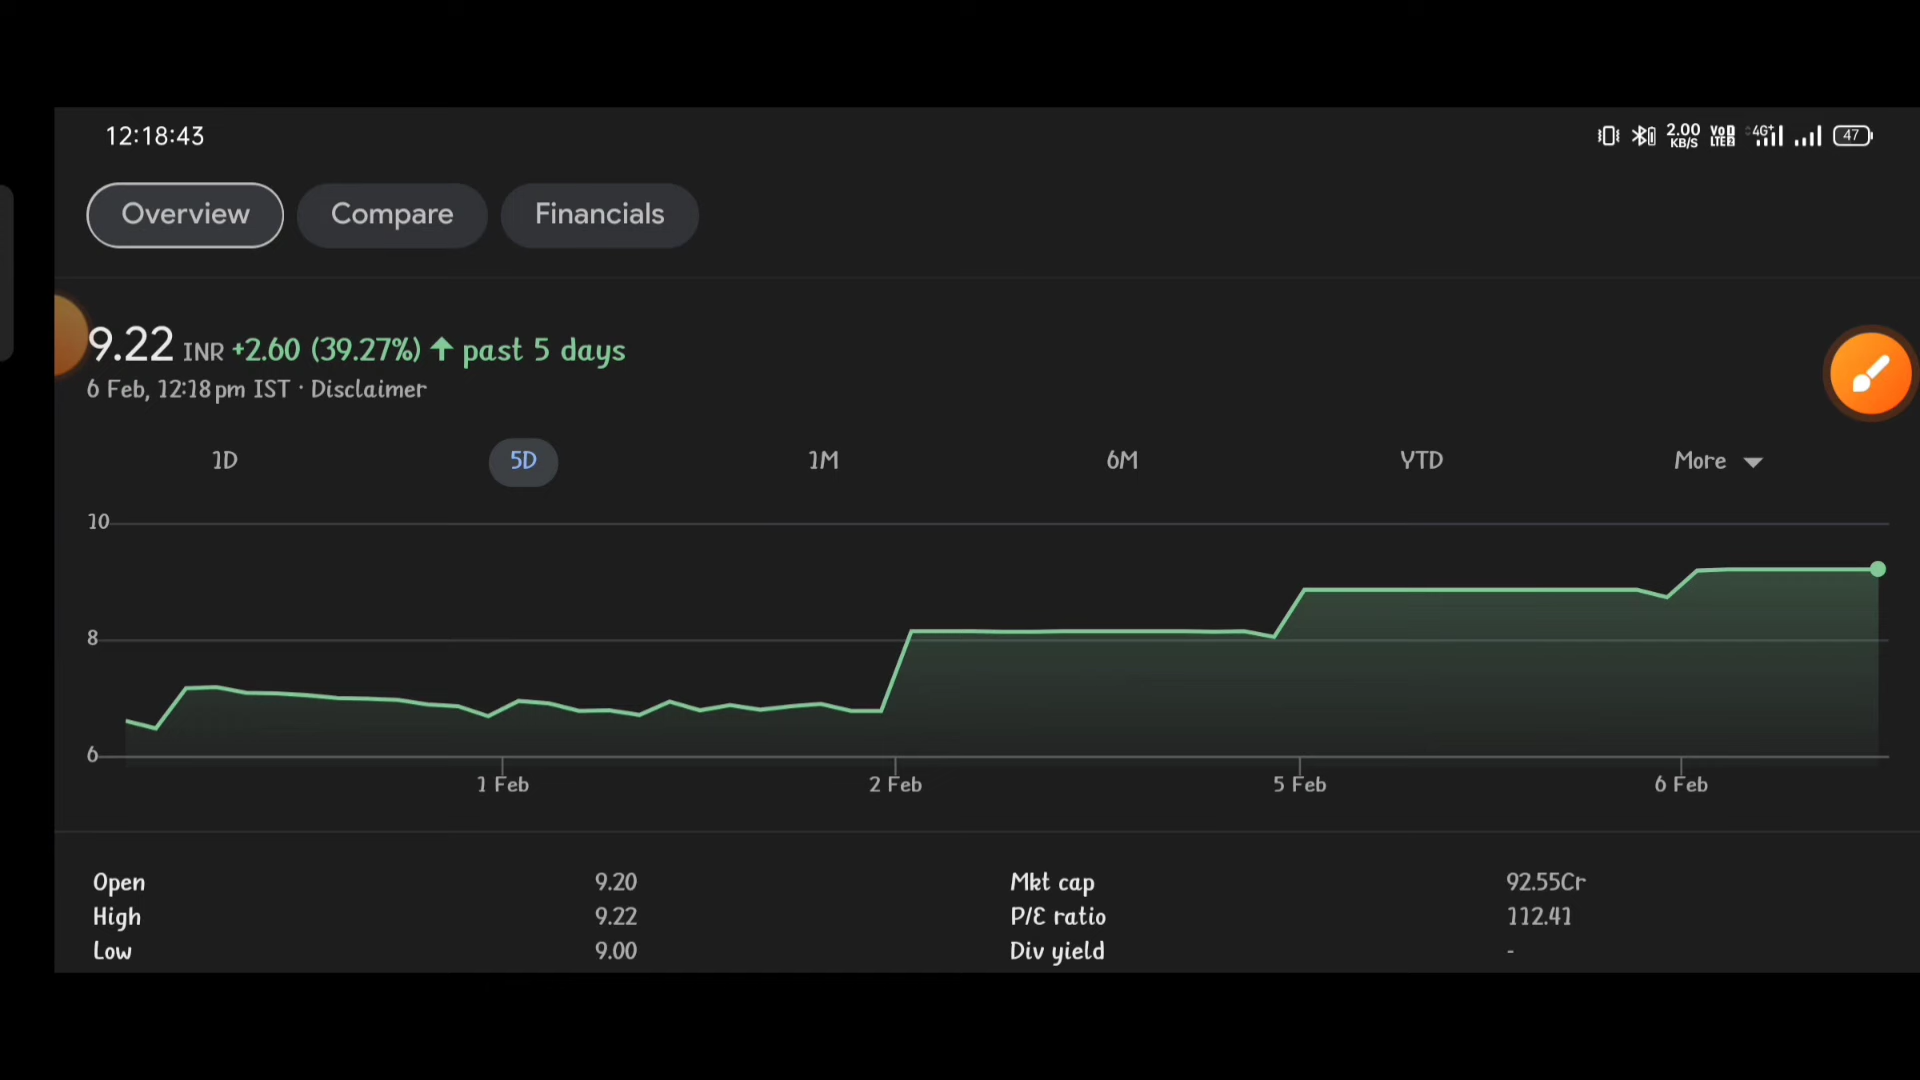 12:18:43 2.00 KB/S VoD LTE2 4G+ 47
Overview Compare Financials
9.22 INR +2.60 (39.27%) ↑ past 5 days
6 Feb, 12:18 pm IST · Disclaimer
1D 5D 1M 6M YTD More
10
8
6
1 Feb 2 Feb 5 Feb 6 Feb
Open 9.20 Mkt cap 92.55Cr
High 9.22 P/E ratio 112.41
Low 9.00 Div yield -